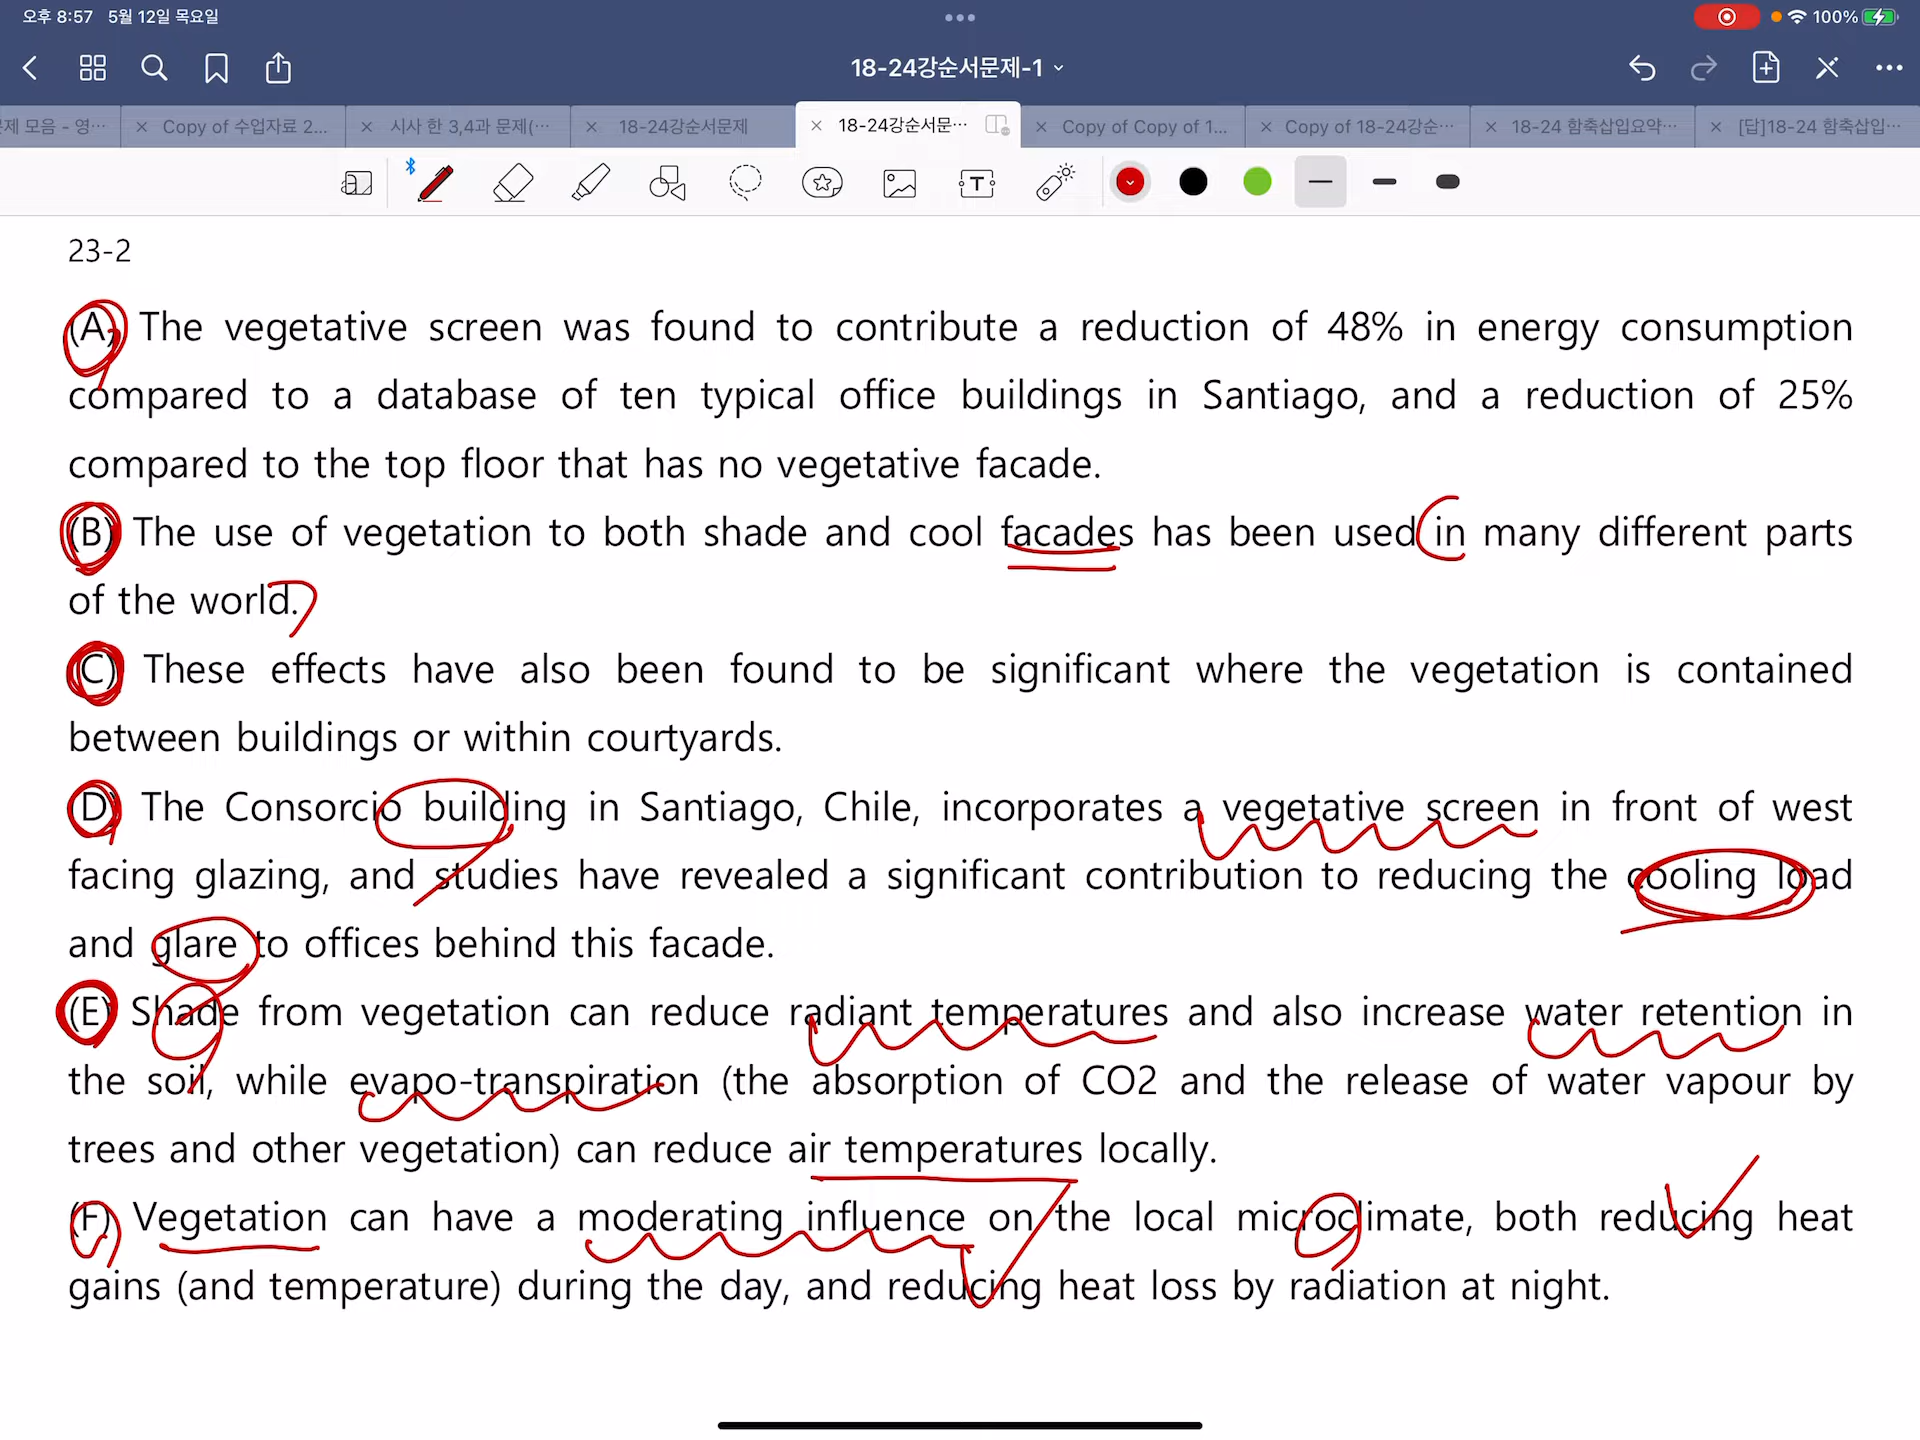 오후 8:57 5월 12일 목요일
100%
18-24강순서문제-1
제 모음 - 영…
Copy of 수업자료 2...
시사 한 3,4과 문제(…
18-24강순서문제
18-24강순서문…
Copy of Copy of 1...
Copy of 18-24강순…
18-24 함축삽입요약…
[답]18-24 함축삽입…
23-2
(A) The vegetative screen was found to contribute a reduction of 48% in energy consumption
compared to a database of ten typical office buildings in Santiago, and a reduction of 25%
compared to the top floor that has no vegetative facade.
(B) The use of vegetation to both shade and cool facades has been used in many different parts
of the world.
(C) These effects have also been found to be significant where the vegetation is contained
between buildings or within courtyards.
(D) The Consorcio building in Santiago, Chile, incorporates a vegetative screen in front of west
facing glazing, and studies have revealed a significant contribution to reducing the cooling load
and glare to offices behind this facade.
(E) Shade from vegetation can reduce radiant temperatures and also increase water retention in
the soil, while evapo-transpiration (the absorption of CO2 and the release of water vapour by
trees and other vegetation) can reduce air temperatures locally.
(F) Vegetation can have a moderating influence on the local microclimate, both reducing heat
gains (and temperature) during the day, and reducing heat loss by radiation at night.